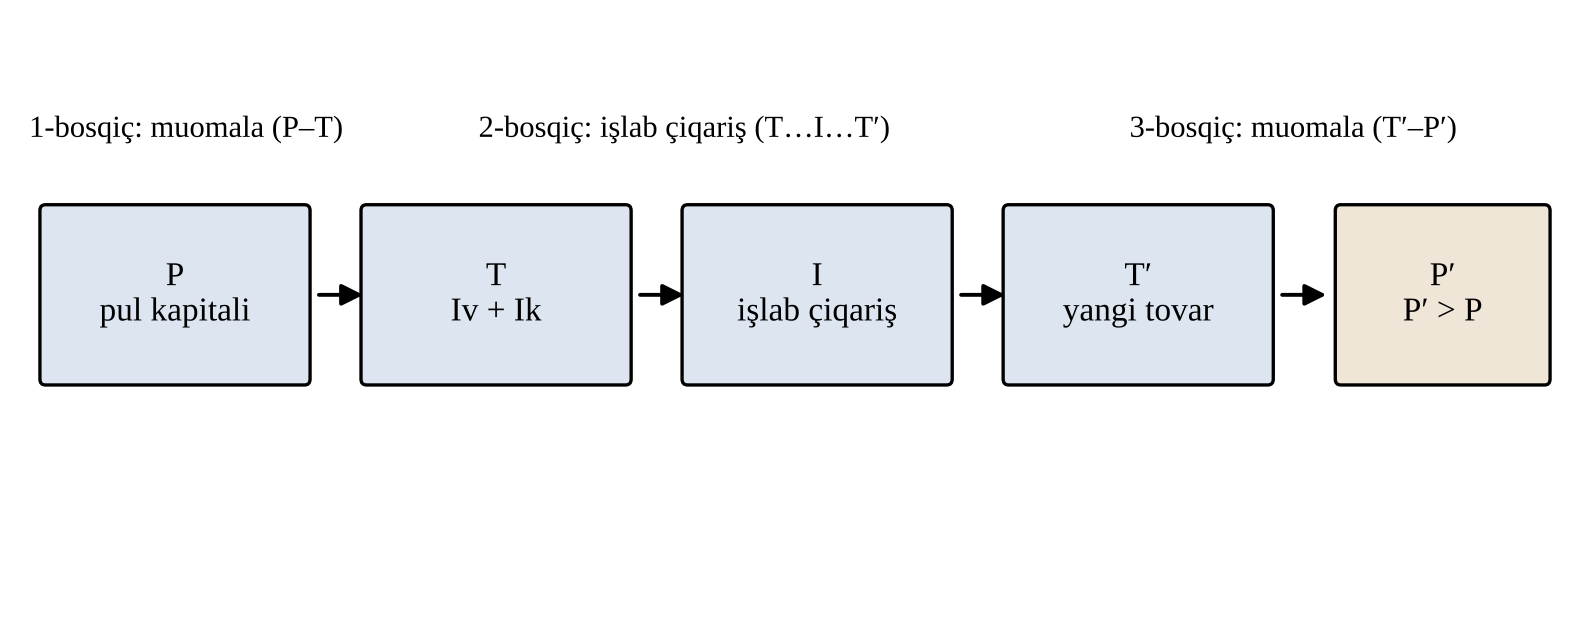 1-bosqiç: muomala (P–T)
2-bosqiç: işlab çiqariş (T…I…T′)
3-bosqiç: muomala (T′–P′)
P
pul kapitali
T
Iv + Ik
I
işlab çiqariş
T′
yangi tovar
P′
P′ > P